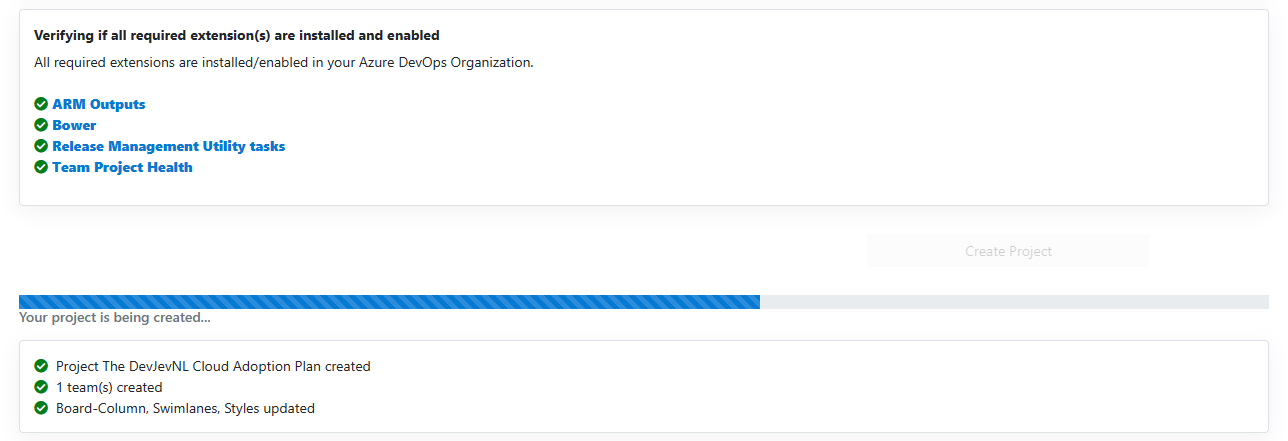 Verifying if all required extension(s) are installed and enabled
All required extensions are installed/enabled in your Azure DevOps Organization.
ARM Outputs
Bower
Release Management Utility tasks
Team Project Health
Create Project
Your project is being created...
Project The DevJevNL Cloud Adoption Plan created
1 team(s) created
Board-Column, Swimlanes, Styles updated